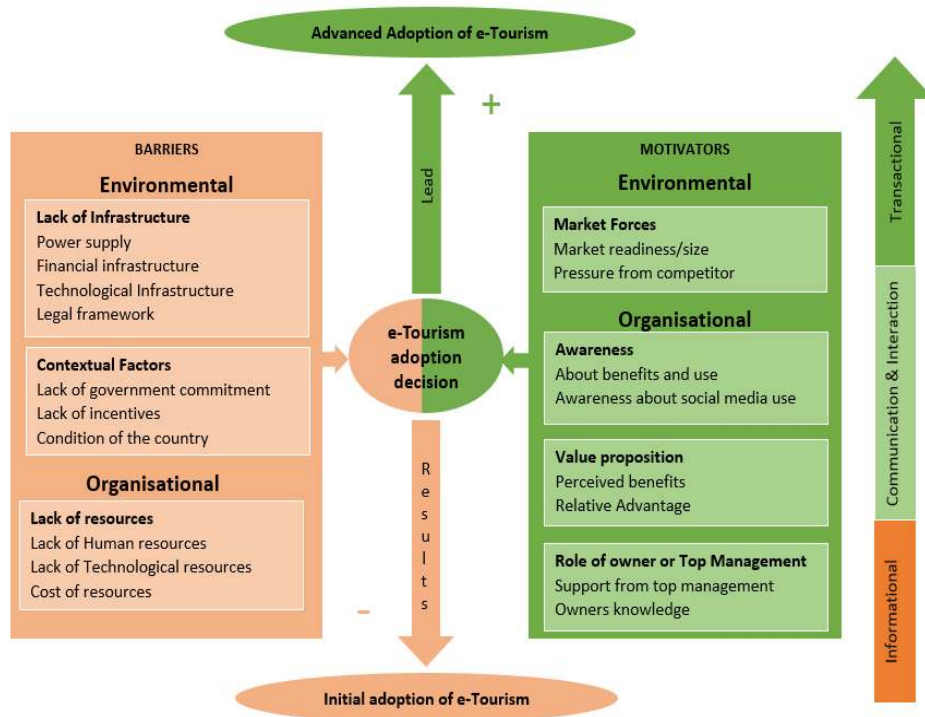 Advanced Adoption of e-Tourism
+
Lead
BARRIERS
Environmental
Lack of Infrastructure
Power supply
Financial infrastructure
Technological Infrastructure
Legal framework
Contextual Factors
Lack of government commitment
Lack of incentives
Condition of the country
Organisational
Lack of resources
Lack of Human resources
Lack of Technological resources
Cost of resources
e-Tourism
adoption
decision
Results
-
MOTIVATORS
Environmental
Market Forces
Market readiness/size
Pressure from competitor
Organisational
Awareness
About benefits and use
Awareness about social media use
Value proposition
Perceived benefits
Relative Advantage
Role of owner or Top Management
Support from top management
Owners knowledge
Initial adoption of e-Tourism
Transactional
Communication & Interaction
Informational